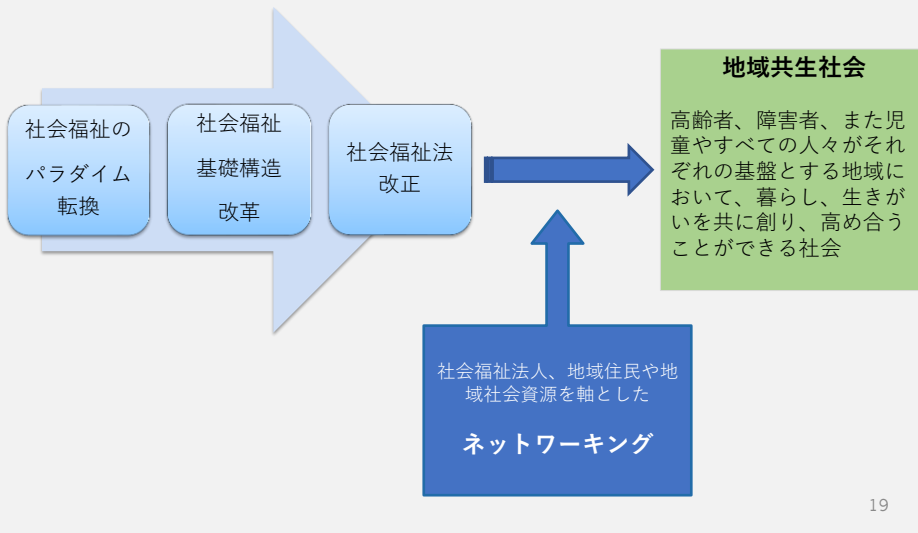 社会福祉の
パラダイム
転換
社会福祉
基礎構造
改革
社会福祉法
改正
地域共生社会
高齢者、障害者、また児
童やすべての人々がそれ
ぞれの基盤とする地域に
おいて、暮らし、生きが
いを共に創り、高め合う
ことができる社会
社会福祉法人、地域住民や地
域社会資源を軸とした
ネットワーキング
19